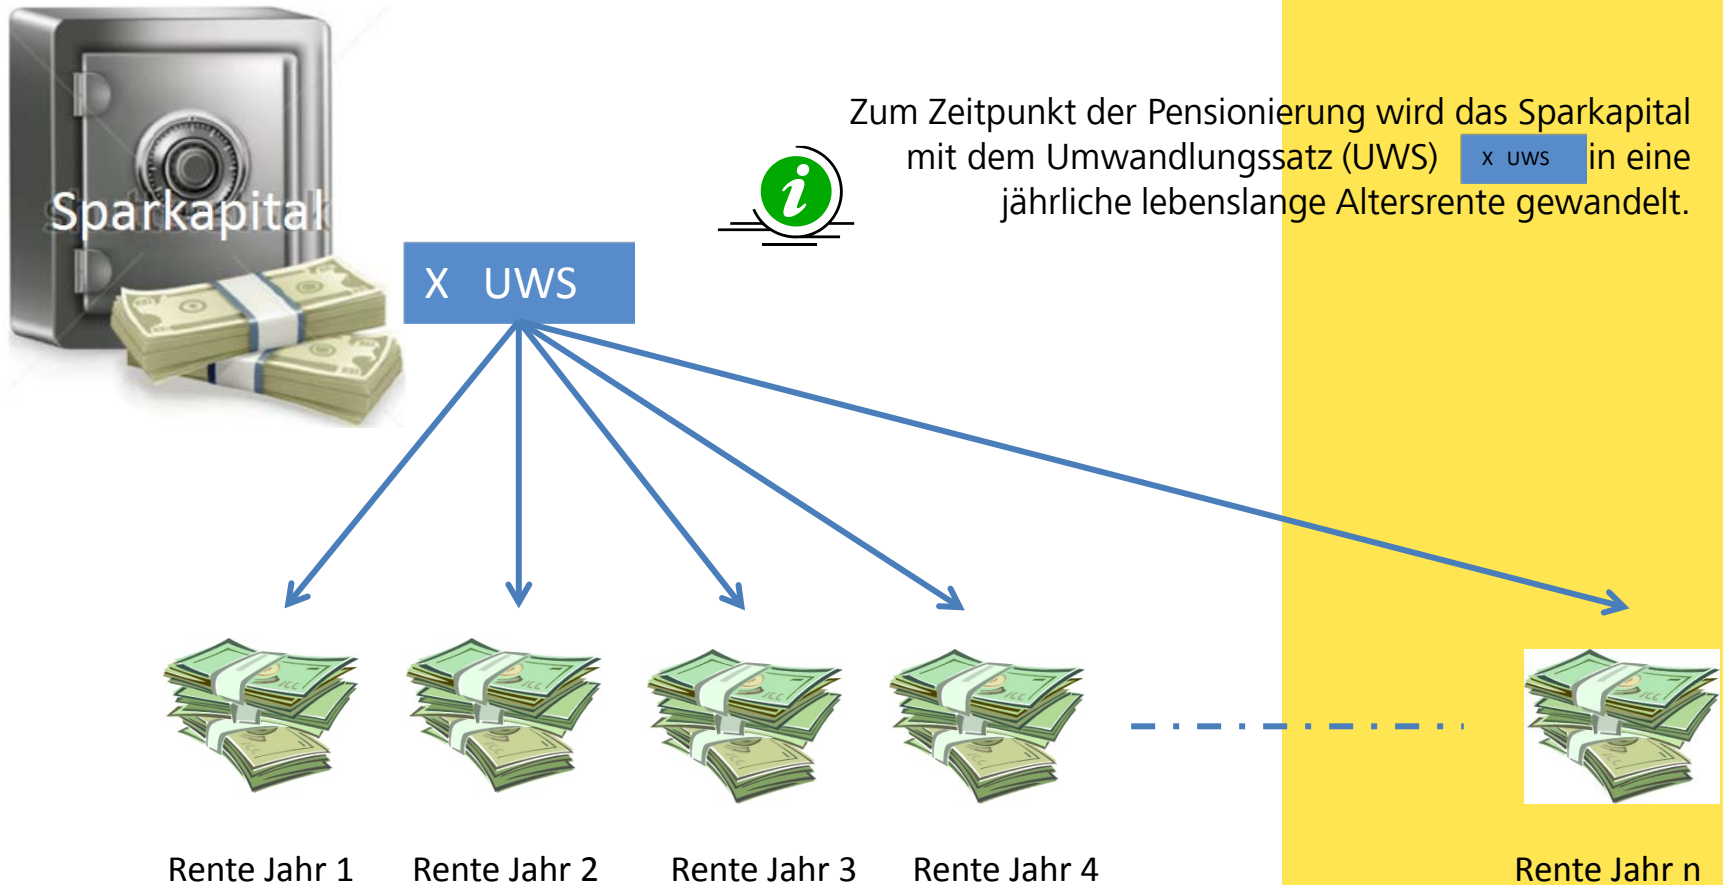 Zum Zeitpunkt der Pensionierung wird das Sparkapital
mit dem Umwandlungssatz (UWS) X UWS in eine
jährliche lebenslange Altersrente gewandelt.
Sparkapital
X UWS
Rente Jahr 1
Rente Jahr 2
Rente Jahr 3
Rente Jahr 4
Rente Jahr n